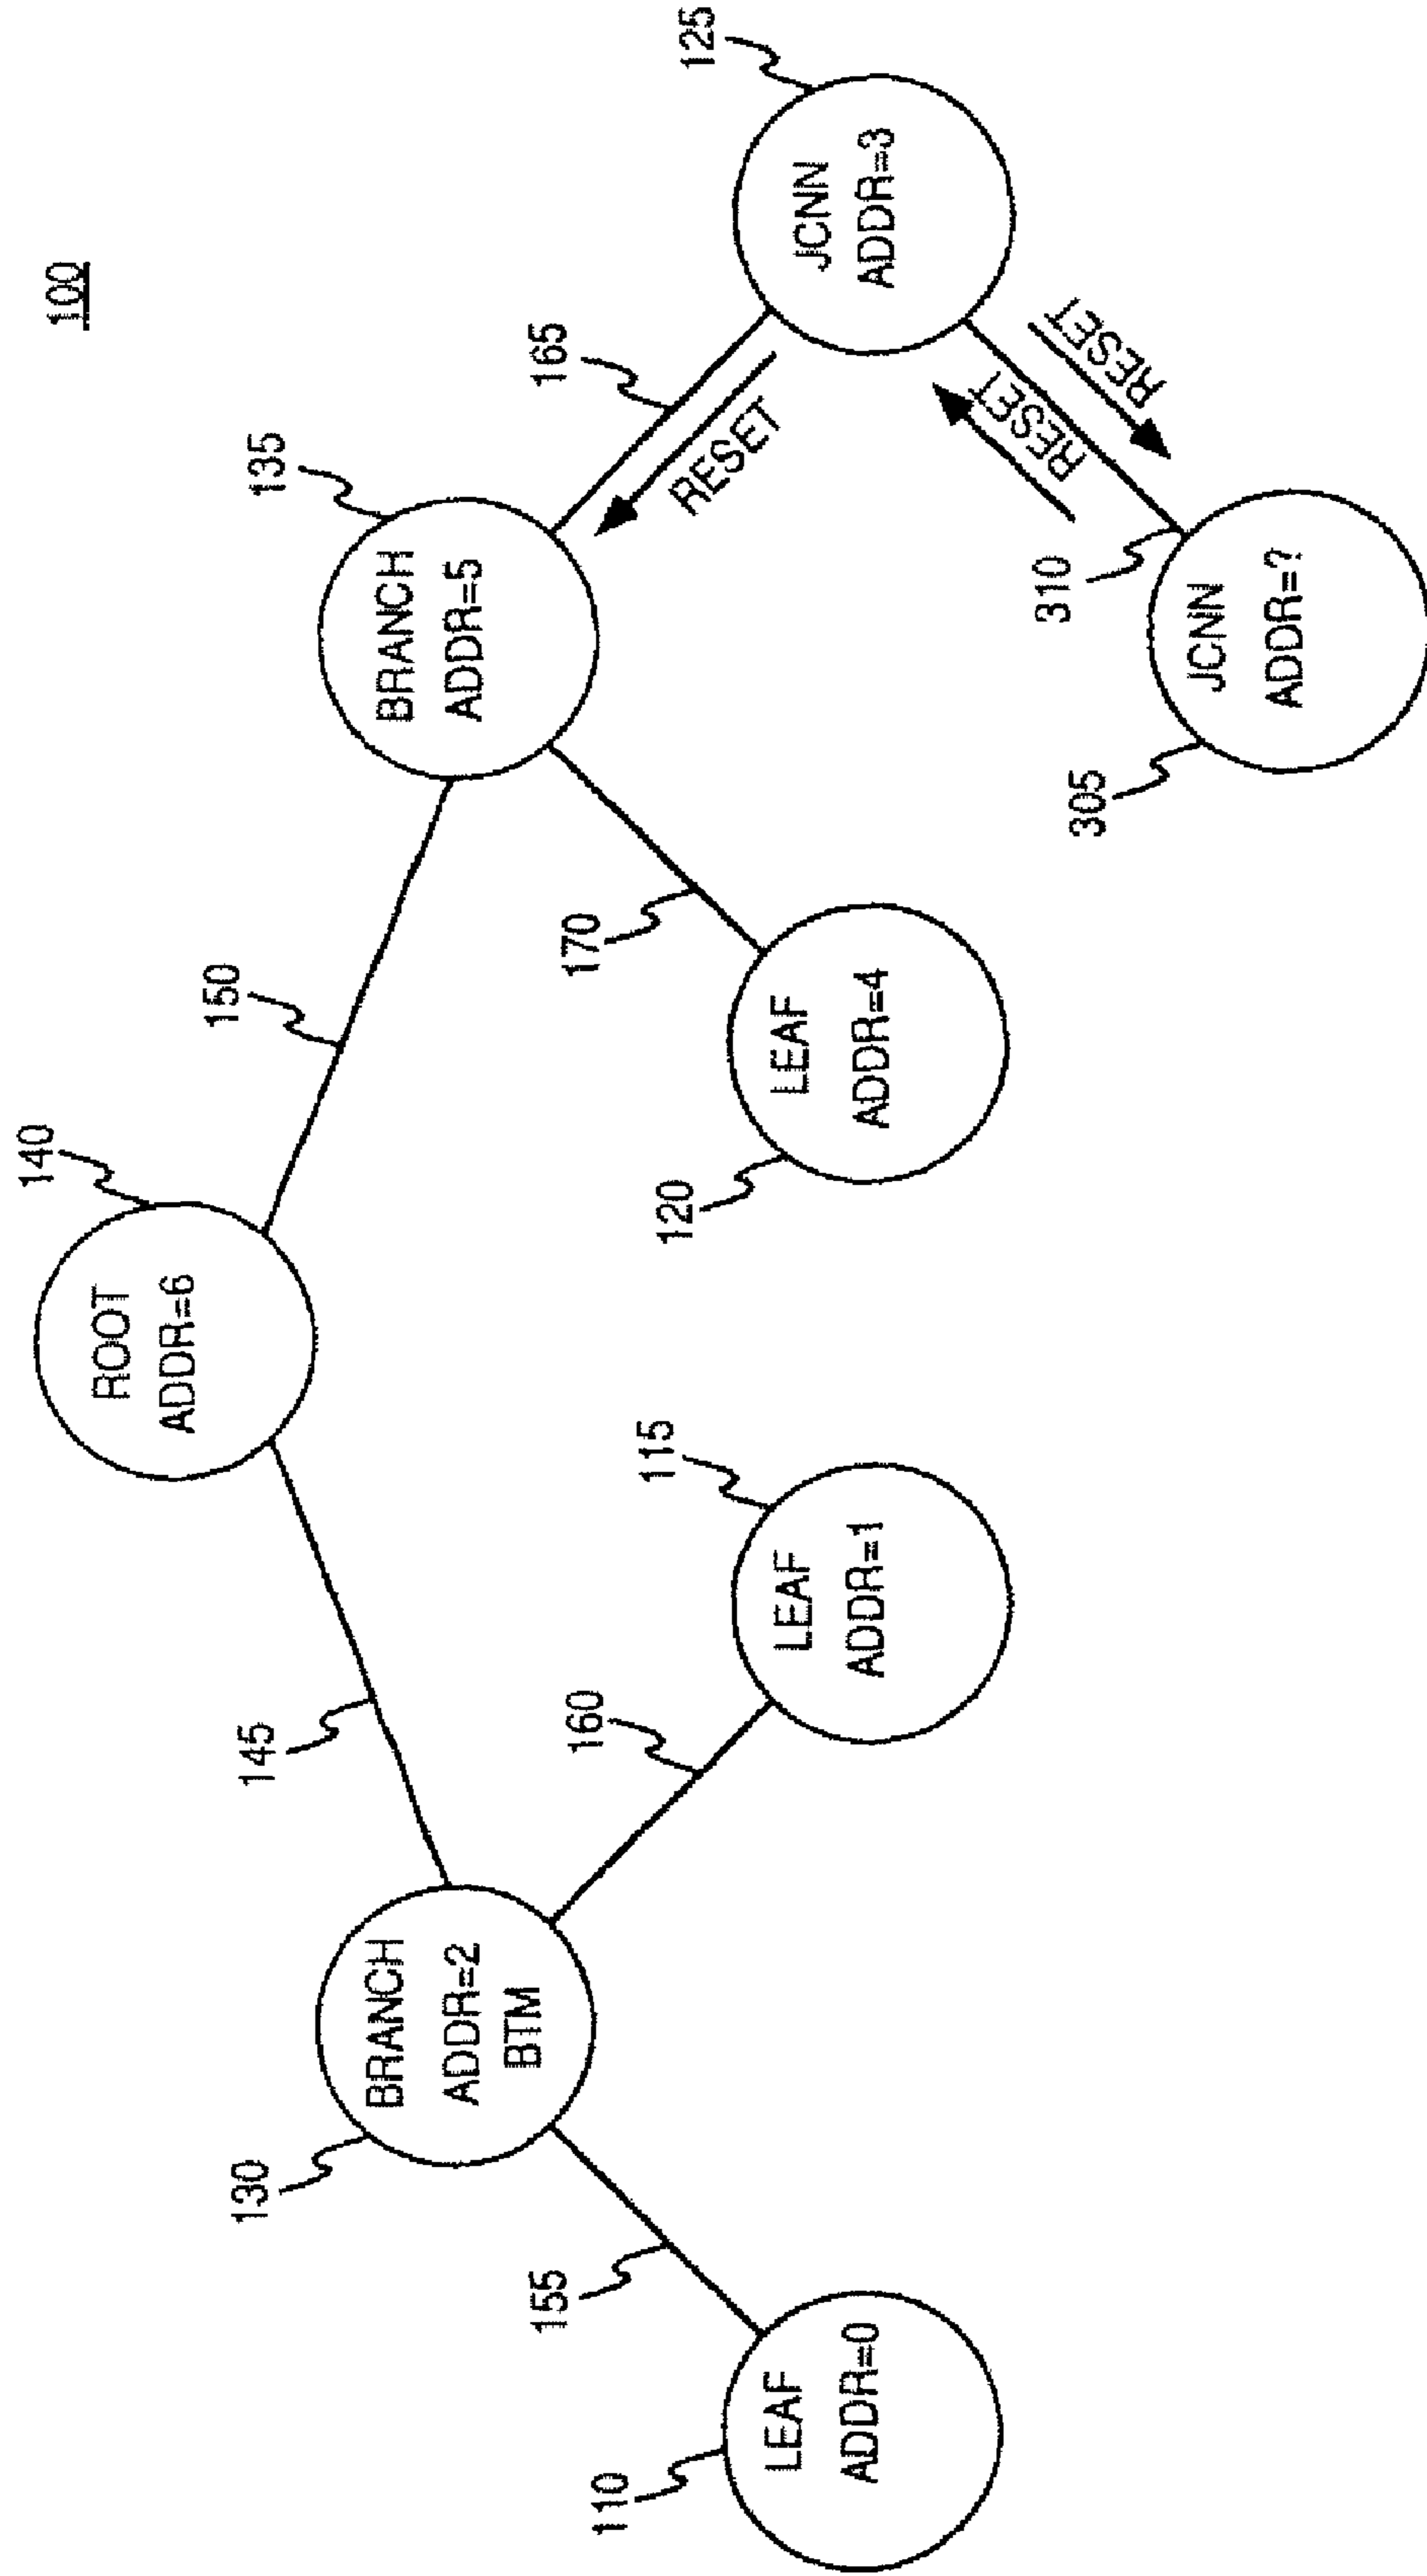 100
140
ROOT
ADDR=6
145
150
130
BRANCH
ADDR=2
BTM
135
BRANCH
ADDR=5
155
160
170
165
RESET
110
LEAF
ADDR=0
115
LEAF
ADDR=1
120
LEAF
ADDR=4
125
JCNN
ADDR=3
RESET
RESET
310
305
JCNN
ADDR=?